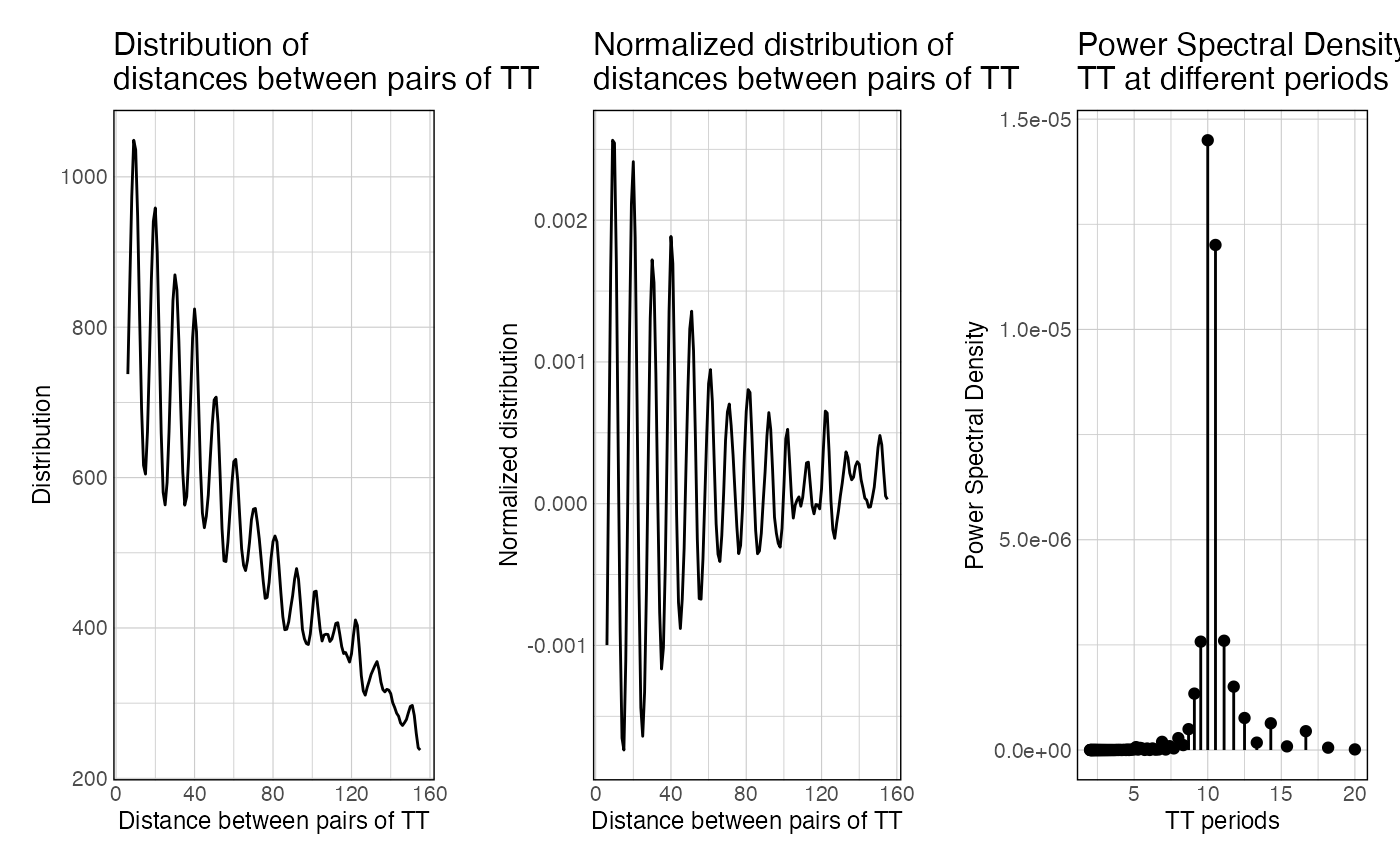 Distribution of
distances between pairs of TT
Normalized distribution of
distances between pairs of TT
Power Spectral Density
TT at different periods
Distribution
1000
800
600
400
200
0
40
80
120
160
Distance between pairs of TT
Normalized distribution
0.002
0.001
0.000
-0.001
0
40
80
120
160
Distance between pairs of TT
Power Spectral Density
1.5e-05
1.0e-05
5.0e-06
0.0e+00
5
10
15
20
TT periods